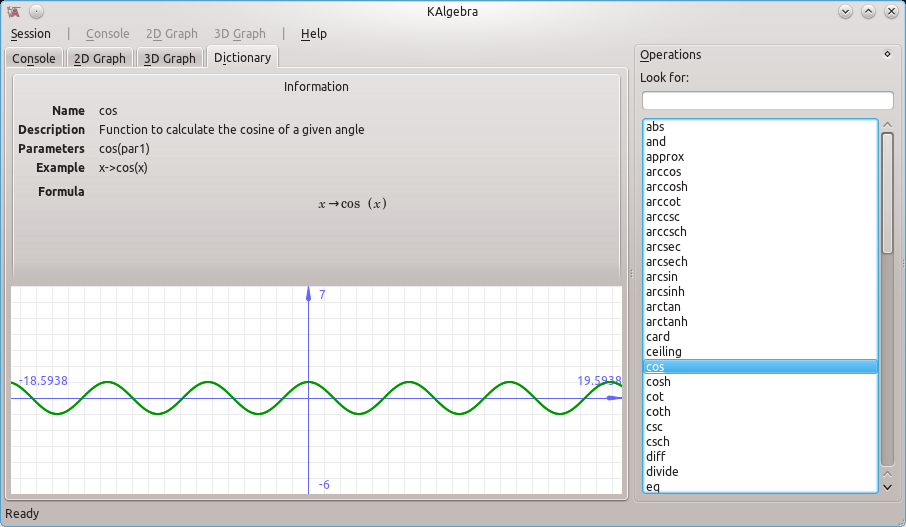 KAlgebra
Session | Console 2D Graph 3D Graph | Help
Console 2D Graph 3D Graph Dictionary
Information
Name cos
Description Function to calculate the cosine of a given angle
Parameters cos(par1)
Example x->cos(x)
Formula
x→cos (x)
7
-18.5938 19.5938
-6
Operations
Look for:
abs
and
approx
arccos
arccosh
arccot
arccsc
arccsch
arcsec
arcsech
arcsin
arcsinh
arctan
arctanh
card
ceiling
cos
cosh
cot
coth
csc
csch
diff
divide
eq
Ready